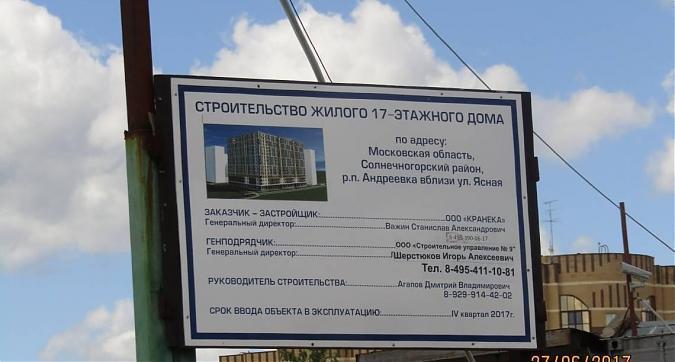 СТРОИТЕЛЬСТВО ЖИЛОГО 17-ЭТАЖНОГО ДОМА
по адресу:
Московская область,
Солнечногорский район,
р.п. Андреевка вблизи ул. Ясная
ЗАКАЗЧИК – ЗАСТРОЙЩИК: ООО «КРАНЕКА»
Генеральный директор: Важин Станислав Александрович
ГЕНПОДРЯДЧИК: ООО «Строительное управление № 9"
Генеральный директор: Шерстюков Игорь Алексеевич
Тел. 8-495-411-10-81
РУКОВОДИТЕЛЬ СТРОИТЕЛЬСТВА: Агапов Дмитрий Владимирович
8-929-914-42-02
СРОК ВВОДА ОБЪЕКТА В ЭКСПЛУАТАЦИЮ: IV квартал 2017г.
27/06/2017